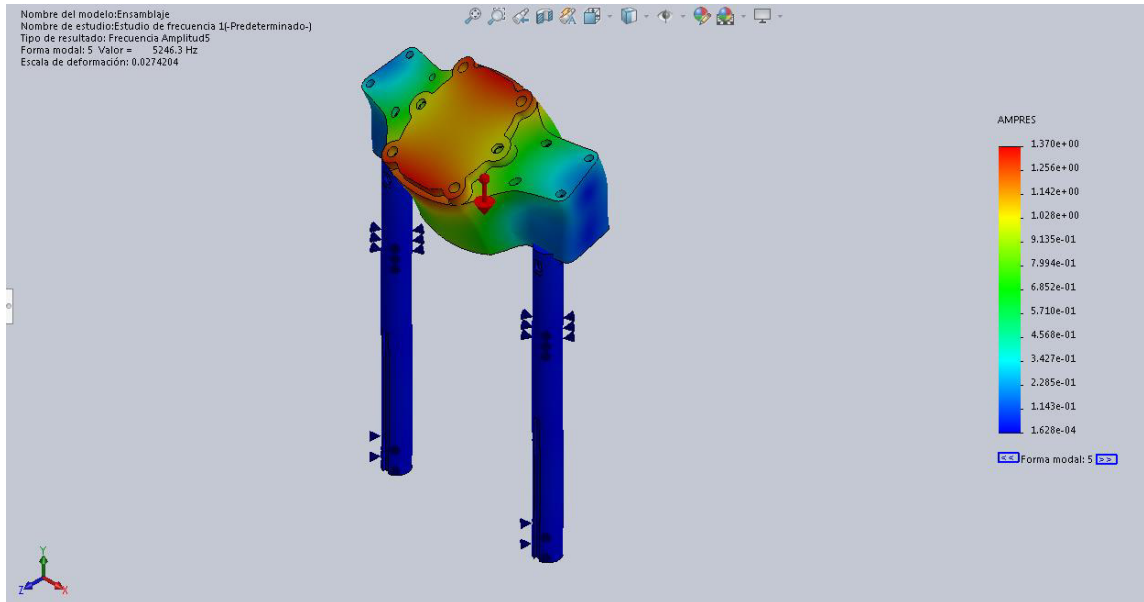 Nombre del modelo:Ensamblaje
Nombre de estudio:Estudio de frecuencia 1(-Predeterminado-)
Tipo de resultado: Frecuencia Amplitud5
Forma modal: 5 Valor = 5246.3 Hz
Escala de deformación: 0.0274204
AMPRES
1.370e+00
1.256e+00
1.142e+00
1.028e+00
9.135e-01
7.994e-01
6.852e-01
5.710e-01
4.568e-01
3.427e-01
2.285e-01
1.143e-01
1.628e-04
<< Forma modal: 5 >>
Y
Z
X